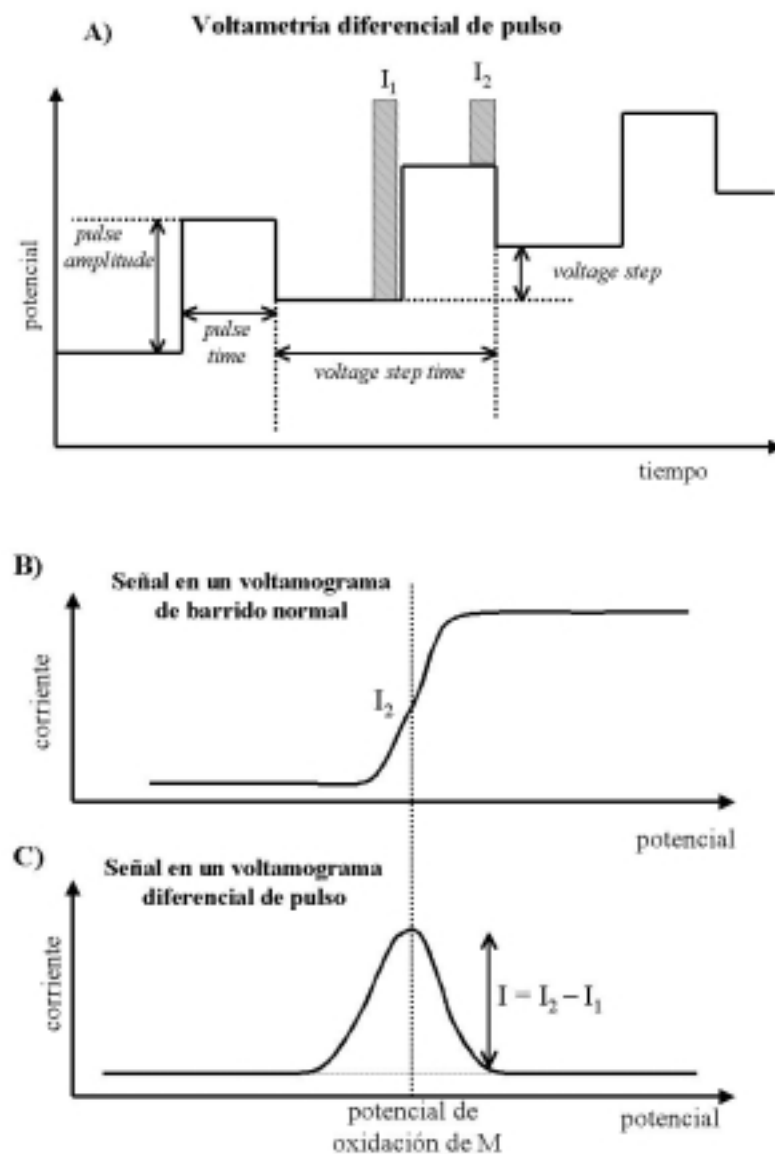 A) Voltametría diferencial de pulso
I₁
I₂
pulse
amplitude
pulse
time
voltage step time
voltage step
potencial
tiempo
B)
Señal en un voltamograma
de barrido normal
I₂
corriente
potencial
C)
Señal en un voltamograma
diferencial de pulso
I = I₂ – I₁
corriente
potencial
potencial de
oxidación de M